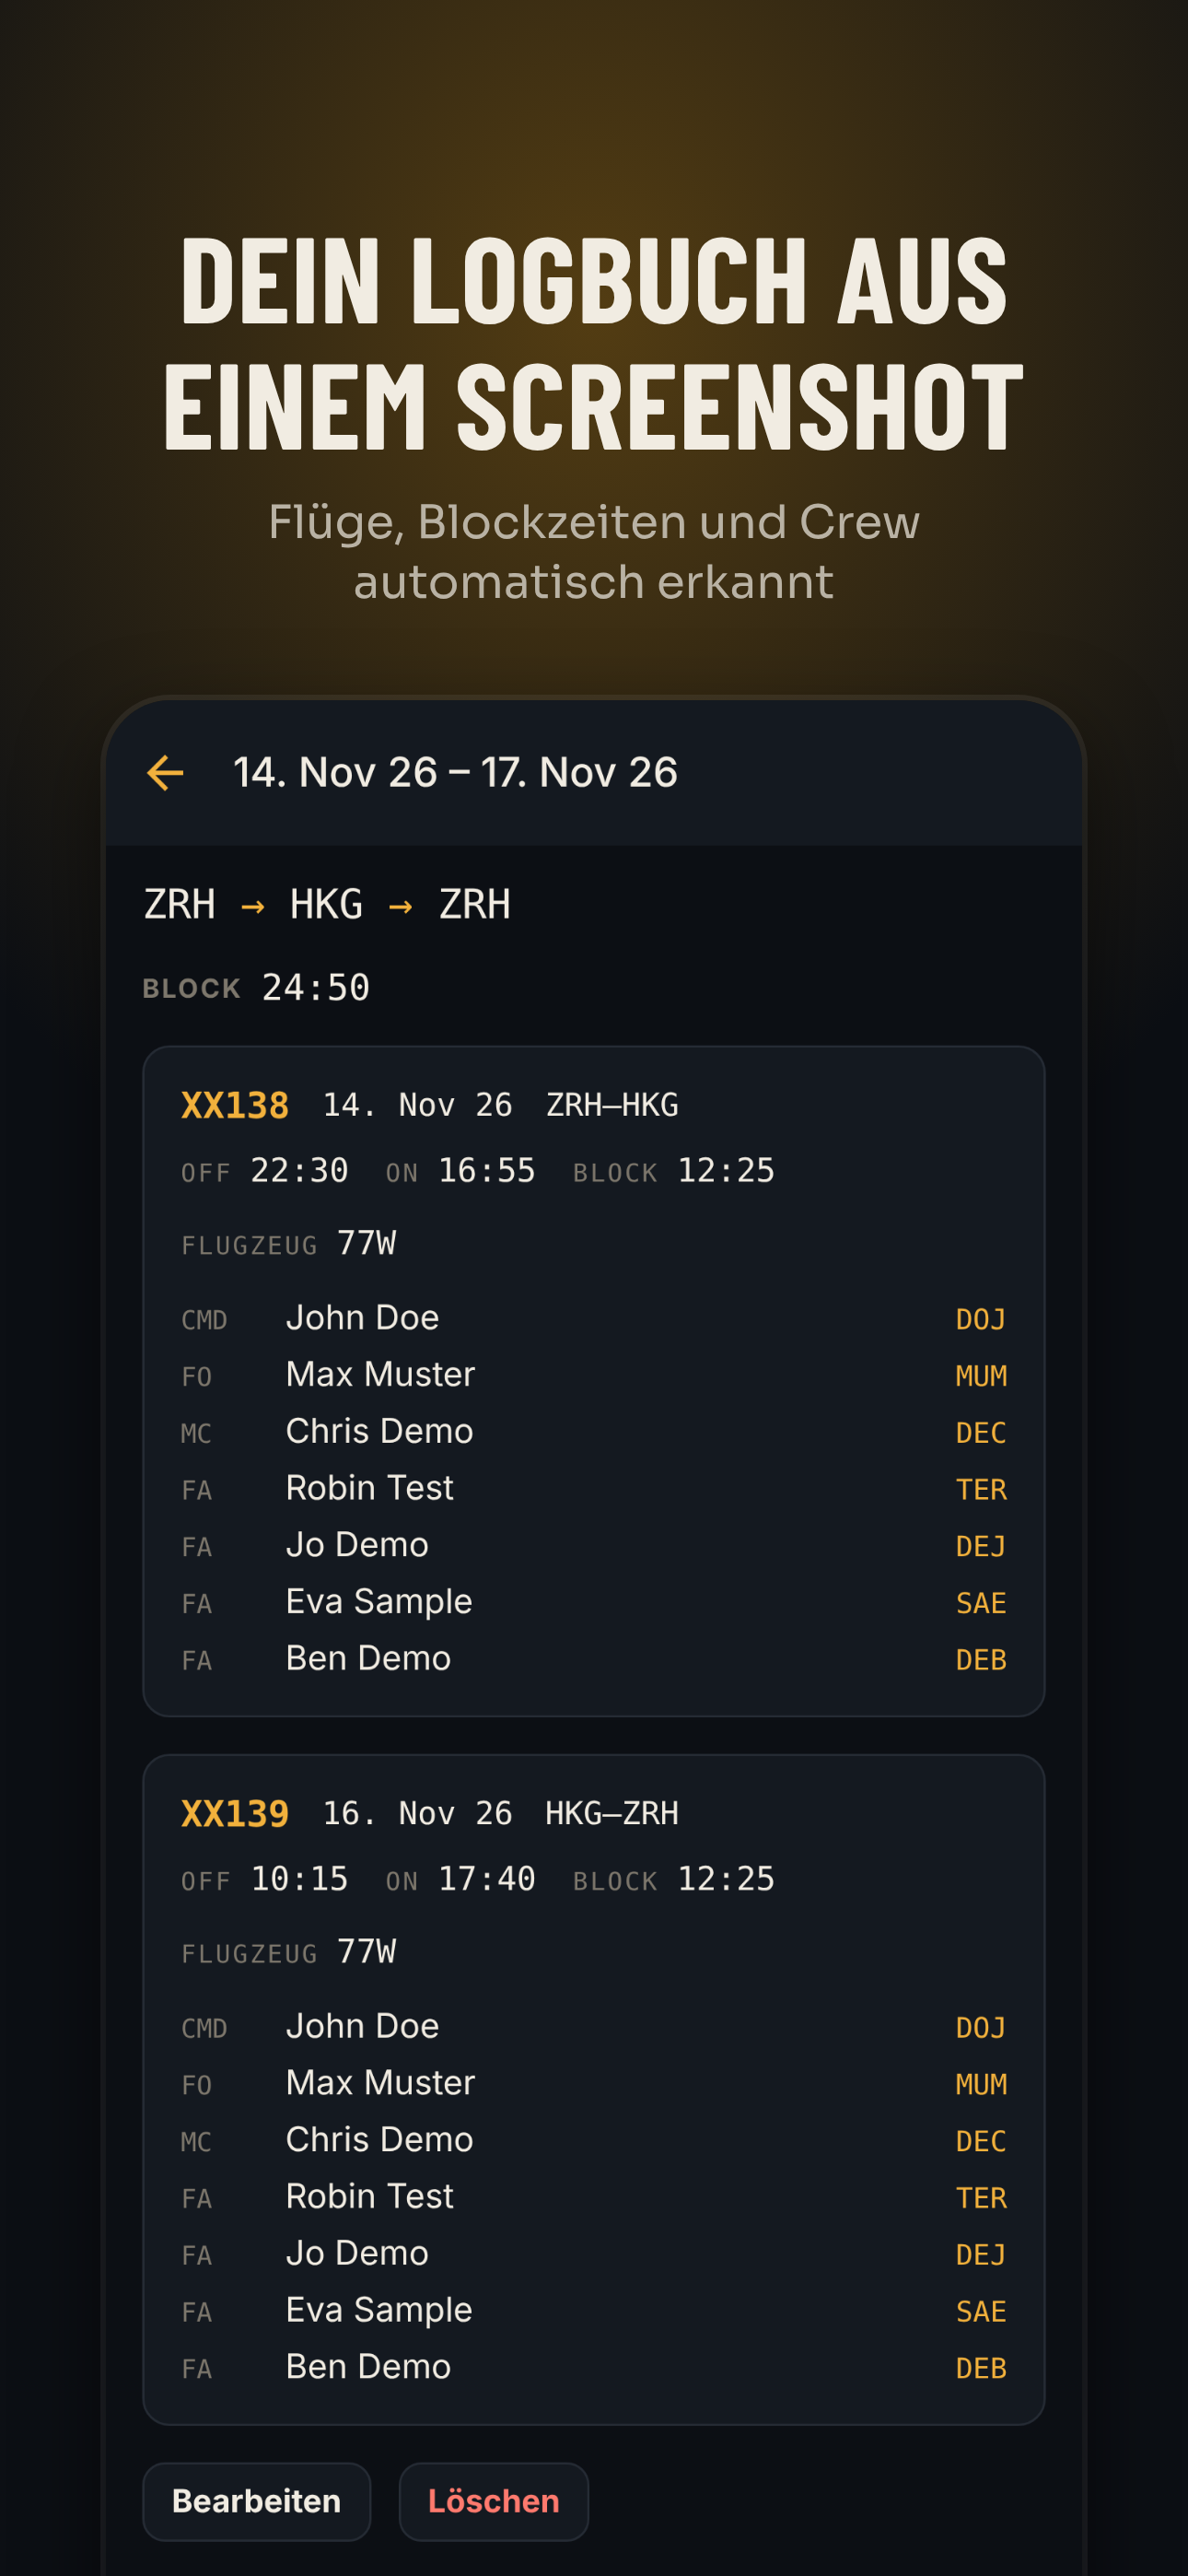 DEIN LOGBUCH AUS
EINEM SCREENSHOT
Flüge, Blockzeiten und Crew
automatisch erkannt
← 14. Nov 26 – 17. Nov 26
ZRH → HKG → ZRH
BLOCK 24:50
XX138 14. Nov 26 ZRH–HKG
OFF 22:30 ON 16:55 BLOCK 12:25
FLUGZEUG 77W
CMD John Doe DOJ
FO Max Muster MUM
MC Chris Demo DEC
FA Robin Test TER
FA Jo Demo DEJ
FA Eva Sample SAE
FA Ben Demo DEB
XX139 16. Nov 26 HKG–ZRH
OFF 10:15 ON 17:40 BLOCK 12:25
FLUGZEUG 77W
CMD John Doe DOJ
FO Max Muster MUM
MC Chris Demo DEC
FA Robin Test TER
FA Jo Demo DEJ
FA Eva Sample SAE
FA Ben Demo DEB
Bearbeiten Löschen